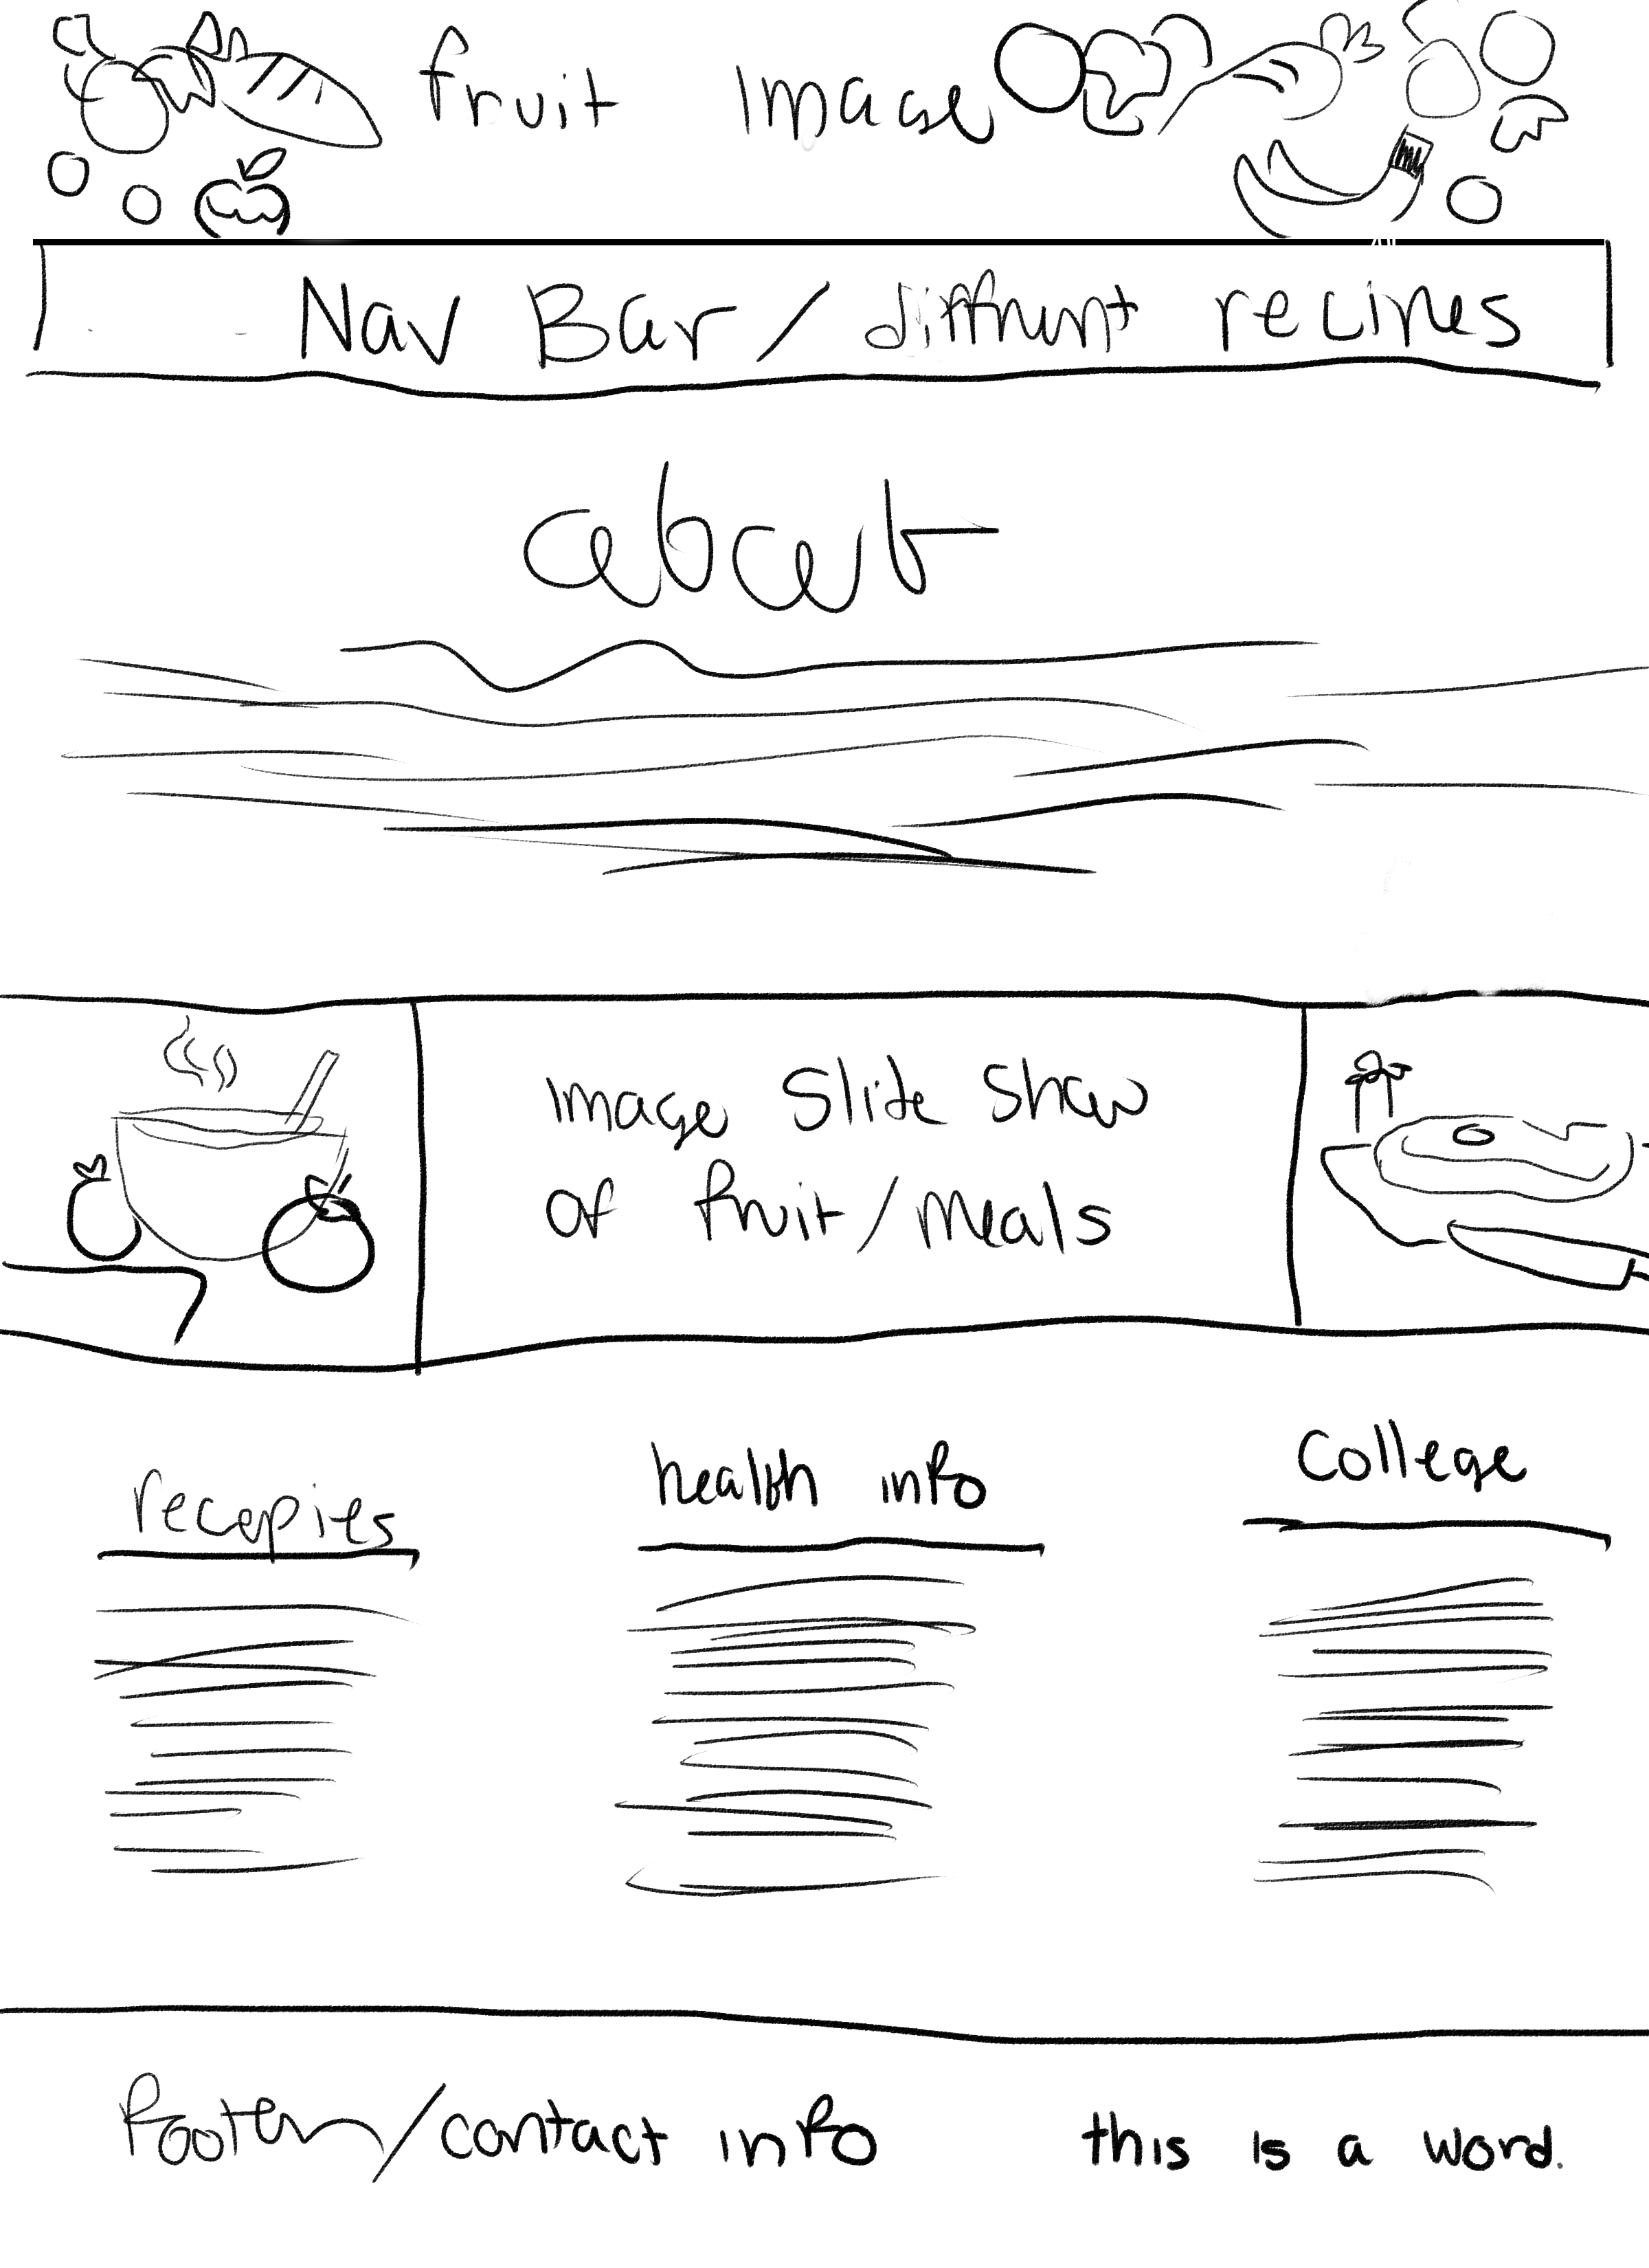 fruit Image
Nav Bar / diffrunt recipes
about
Image Slide Show
of fruit/meals
recepies
health info
college
footer/contact info this is a word.